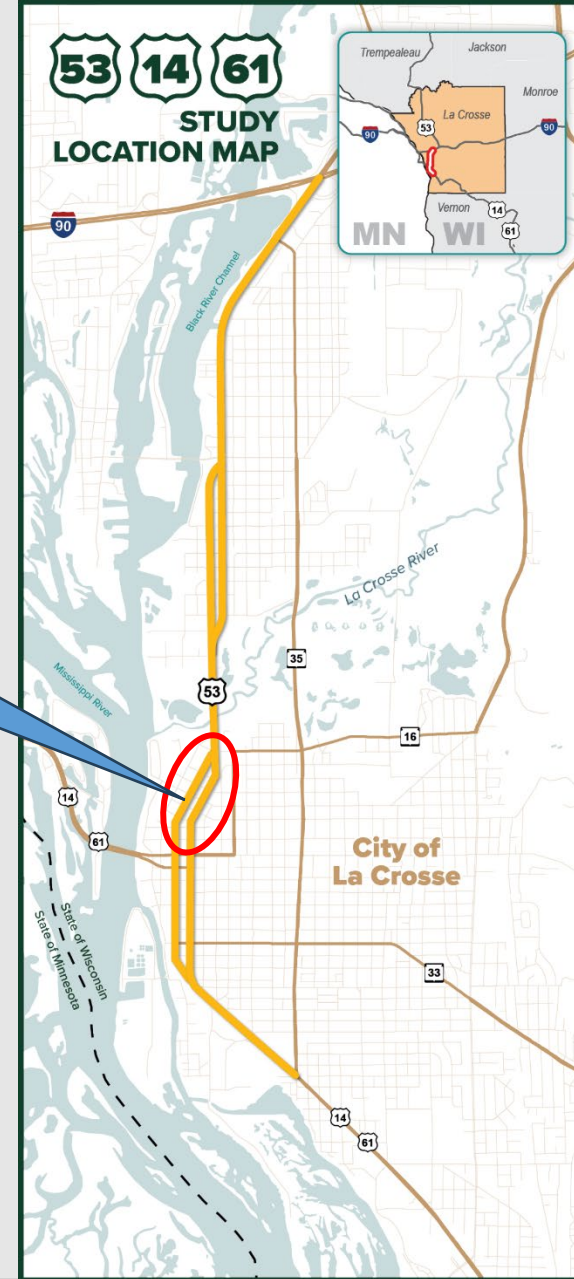 53 14 61
STUDY
LOCATION MAP
Trempealeau
Jackson
Monroe
La Crosse
53
90
90
Vernon
14
61
MN WI
90
Black River Channel
La Crosse River
35
53
Mississippi River
16
14
61
City of
La Crosse
State of Wisconsin
State of Minnesota
33
14
61